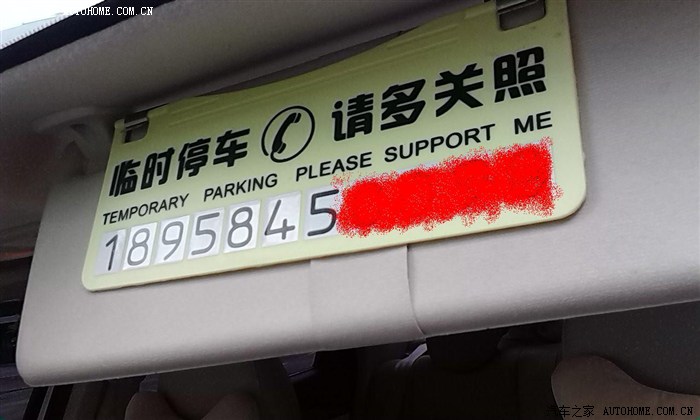 AUTOHOME.COM.CN
临时停车 请多关照
TEMPORARY PARKING PLEASE SUPPORT ME
1895845
汽车之家 AUTOHOME.COM.CN